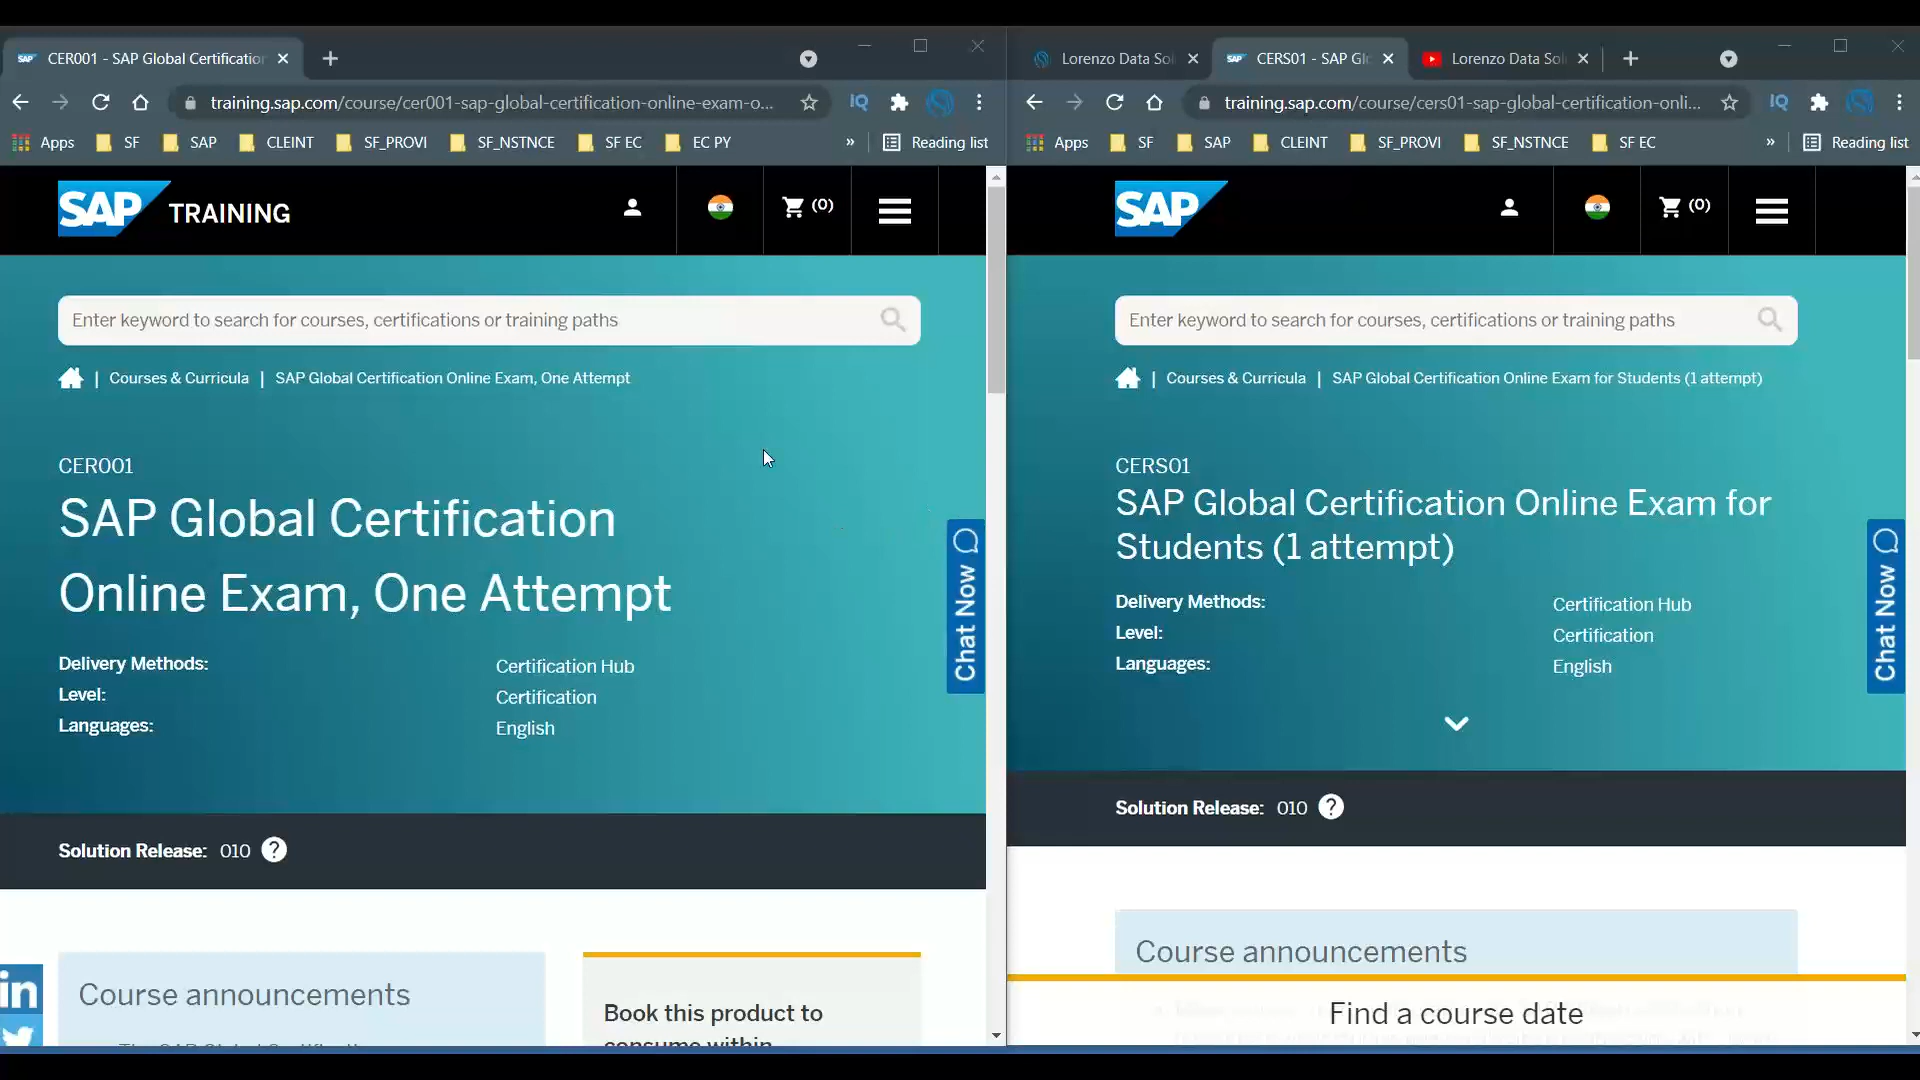 CER001 - SAP Global Certificatio
training.sap.com/course/cer001-sap-global-certification-online-exam-o...
IQ
Apps SF SAP CLEINT SF_PROVI SF_NSTNCE SF EC EC PY » Reading list
SAP TRAINING
(0)
Enter keyword to search for courses, certifications or training paths
| Courses & Curricula | SAP Global Certification Online Exam, One Attempt
CER001
SAP Global Certification
Online Exam, One Attempt
Delivery Methods: Certification Hub
Level: Certification
Languages: English
Chat Now
Solution Release: 010 ?
in
Course announcements
Book this product to
consume within
Lorenzo Data Sol
CERS01 - SAP Gl
Lorenzo Data Sol
training.sap.com/course/cers01-sap-global-certification-onli...
IQ
Apps SF SAP CLEINT SF_PROVI SF_NSTNCE SF EC » Reading list
SAP
(0)
Enter keyword to search for courses, certifications or training paths
| Courses & Curricula | SAP Global Certification Online Exam for Students (1 attempt)
CERS01
SAP Global Certification Online Exam for
Students (1 attempt)
Delivery Methods: Certification Hub
Level: Certification
Languages: English
Chat Now
Solution Release: 010 ?
Course announcements
Find a course date